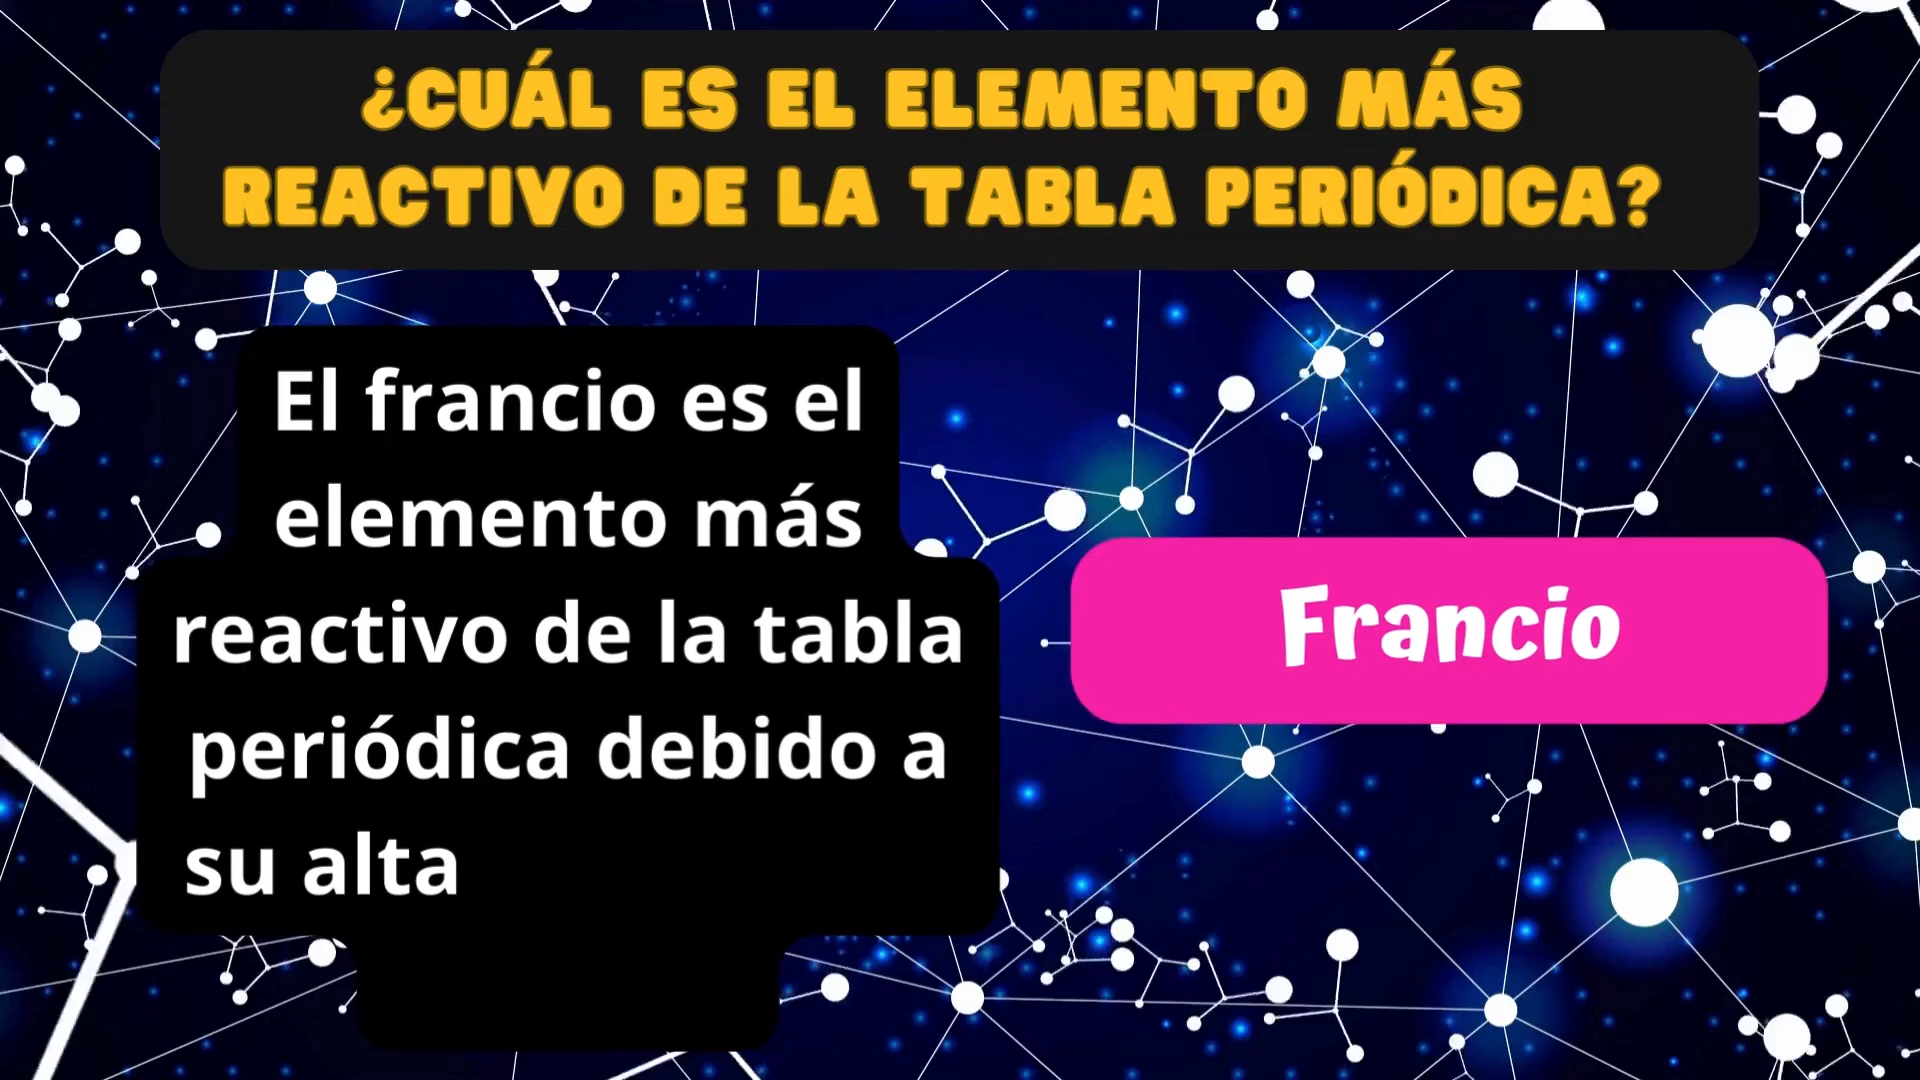 ¿CUÁL ES EL ELEMENTO MÁS
REACTIVO DE LA TABLA PERIÓDICA?
El francio es el
elemento más
reactivo de la tabla
periódica debido a
su alta
Francio